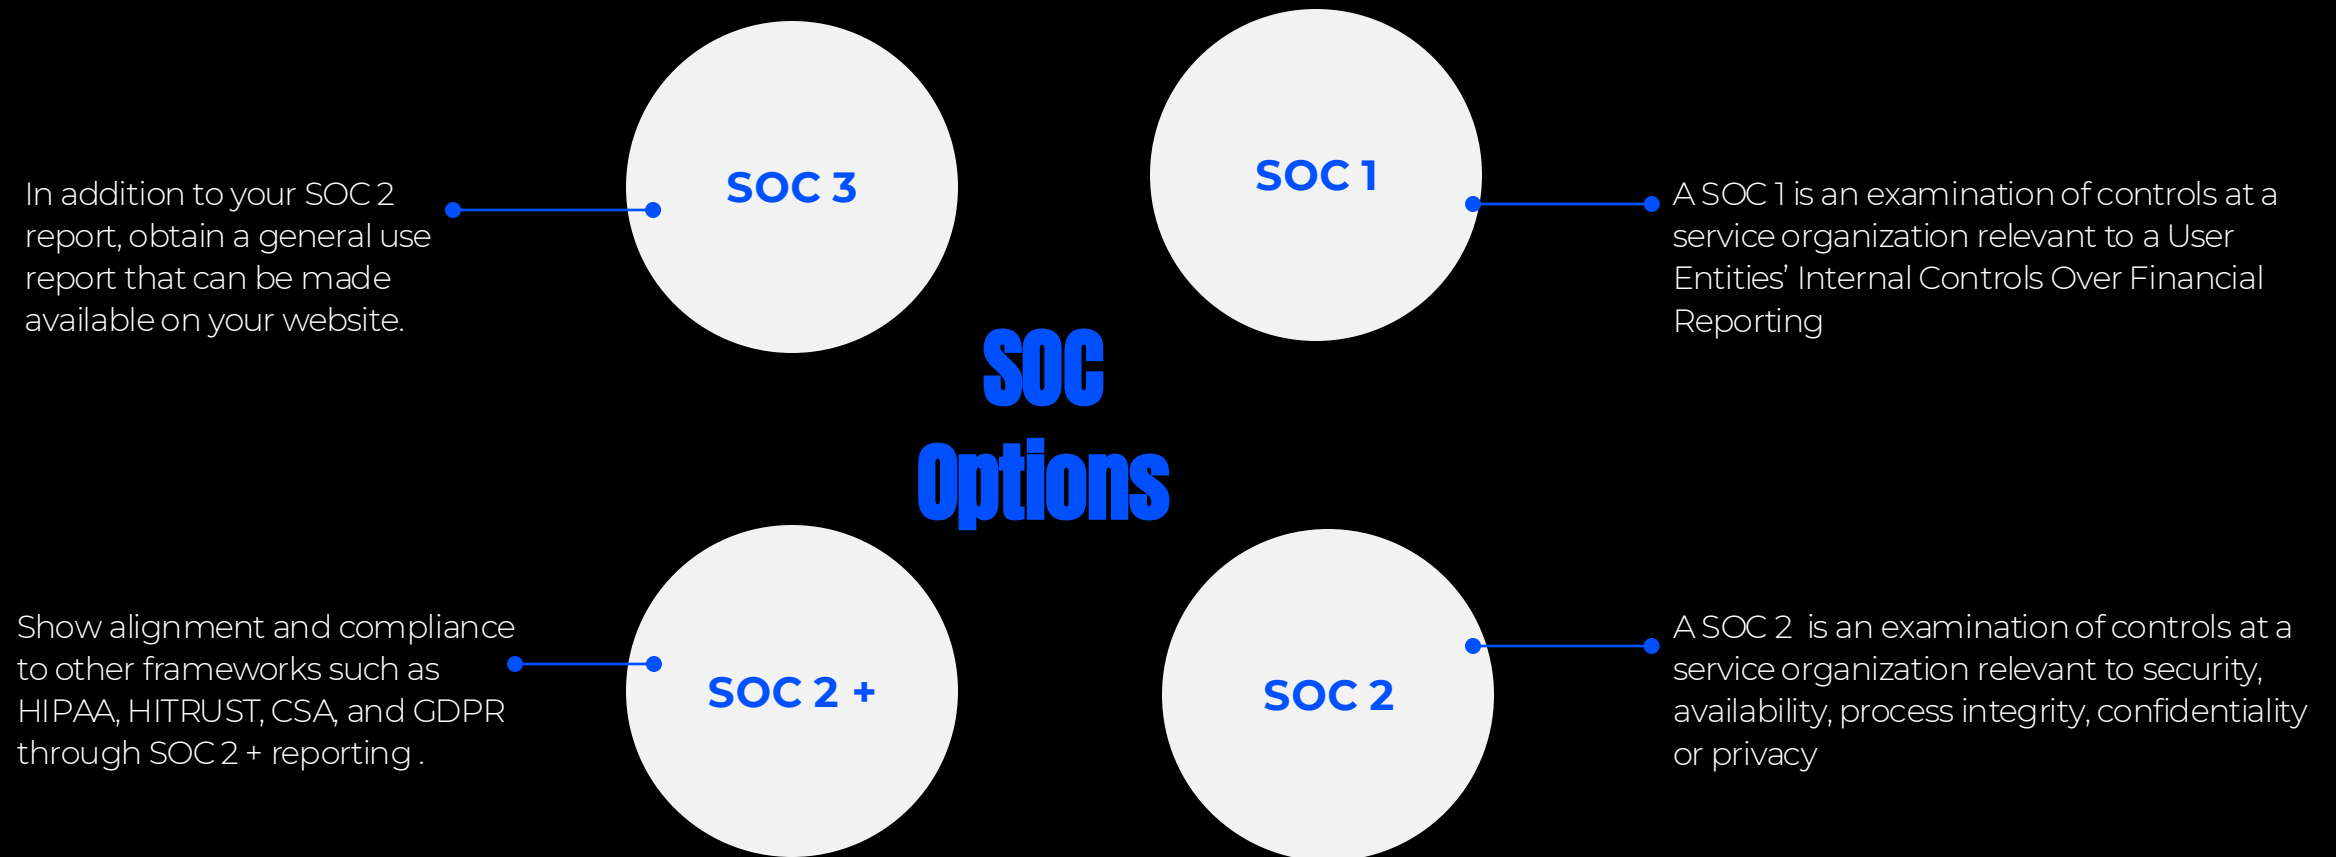 SOC
Options
SOC 1
A SOC 1 is an examination of controls at a
service organization relevant to a User
Entities’ Internal Controls Over Financial
Reporting
SOC 2
A SOC 2 is an examination of controls at a
service organization relevant to security,
availability, process integrity, confidentiality
or privacy
SOC 2 +
Show alignment and compliance
to other frameworks such as
HIPAA, HITRUST, CSA, and GDPR
through SOC 2 + reporting .
SOC 3
In addition to your SOC 2
report, obtain a general use
report that can be made
available on your website.